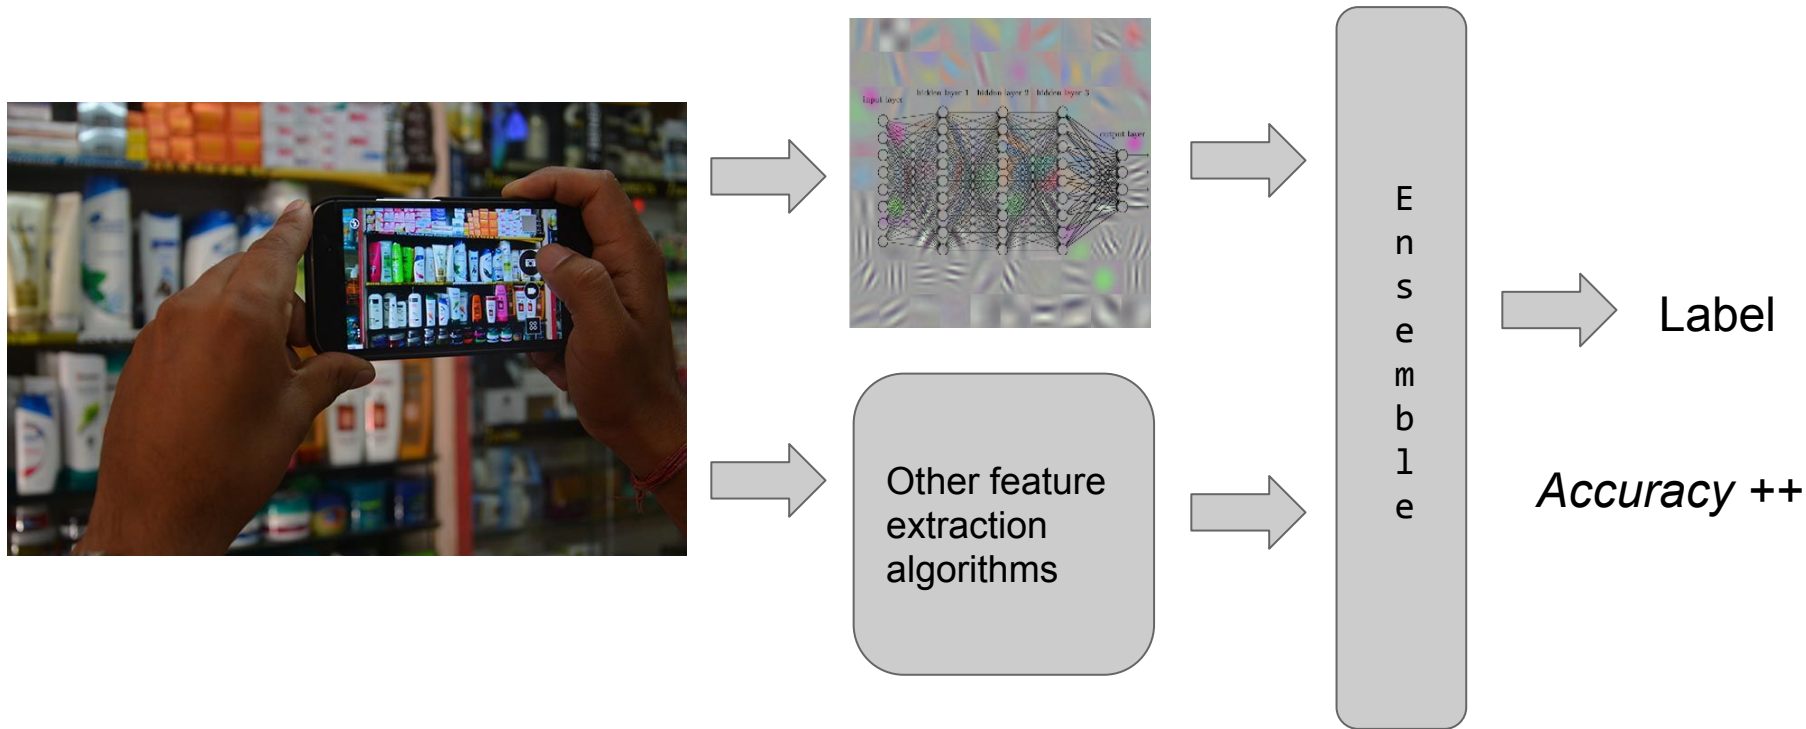 input layer
hidden layer 1 hidden layer 2 hidden layer 3
output layer
Other feature
extraction
algorithms
E
n
s
e
m
b
l
e
Label
Accuracy ++